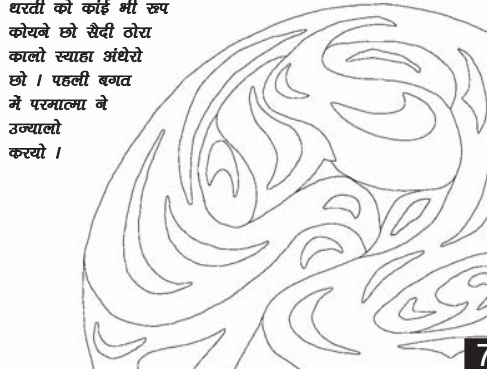 धरती को कांई भी रूप
कोयने छो सैदी ठोरा
कालो स्याहा अंधेरो
छो । पहली बगत
में परमात्मा ने
उज्यालो
करयो ।
7